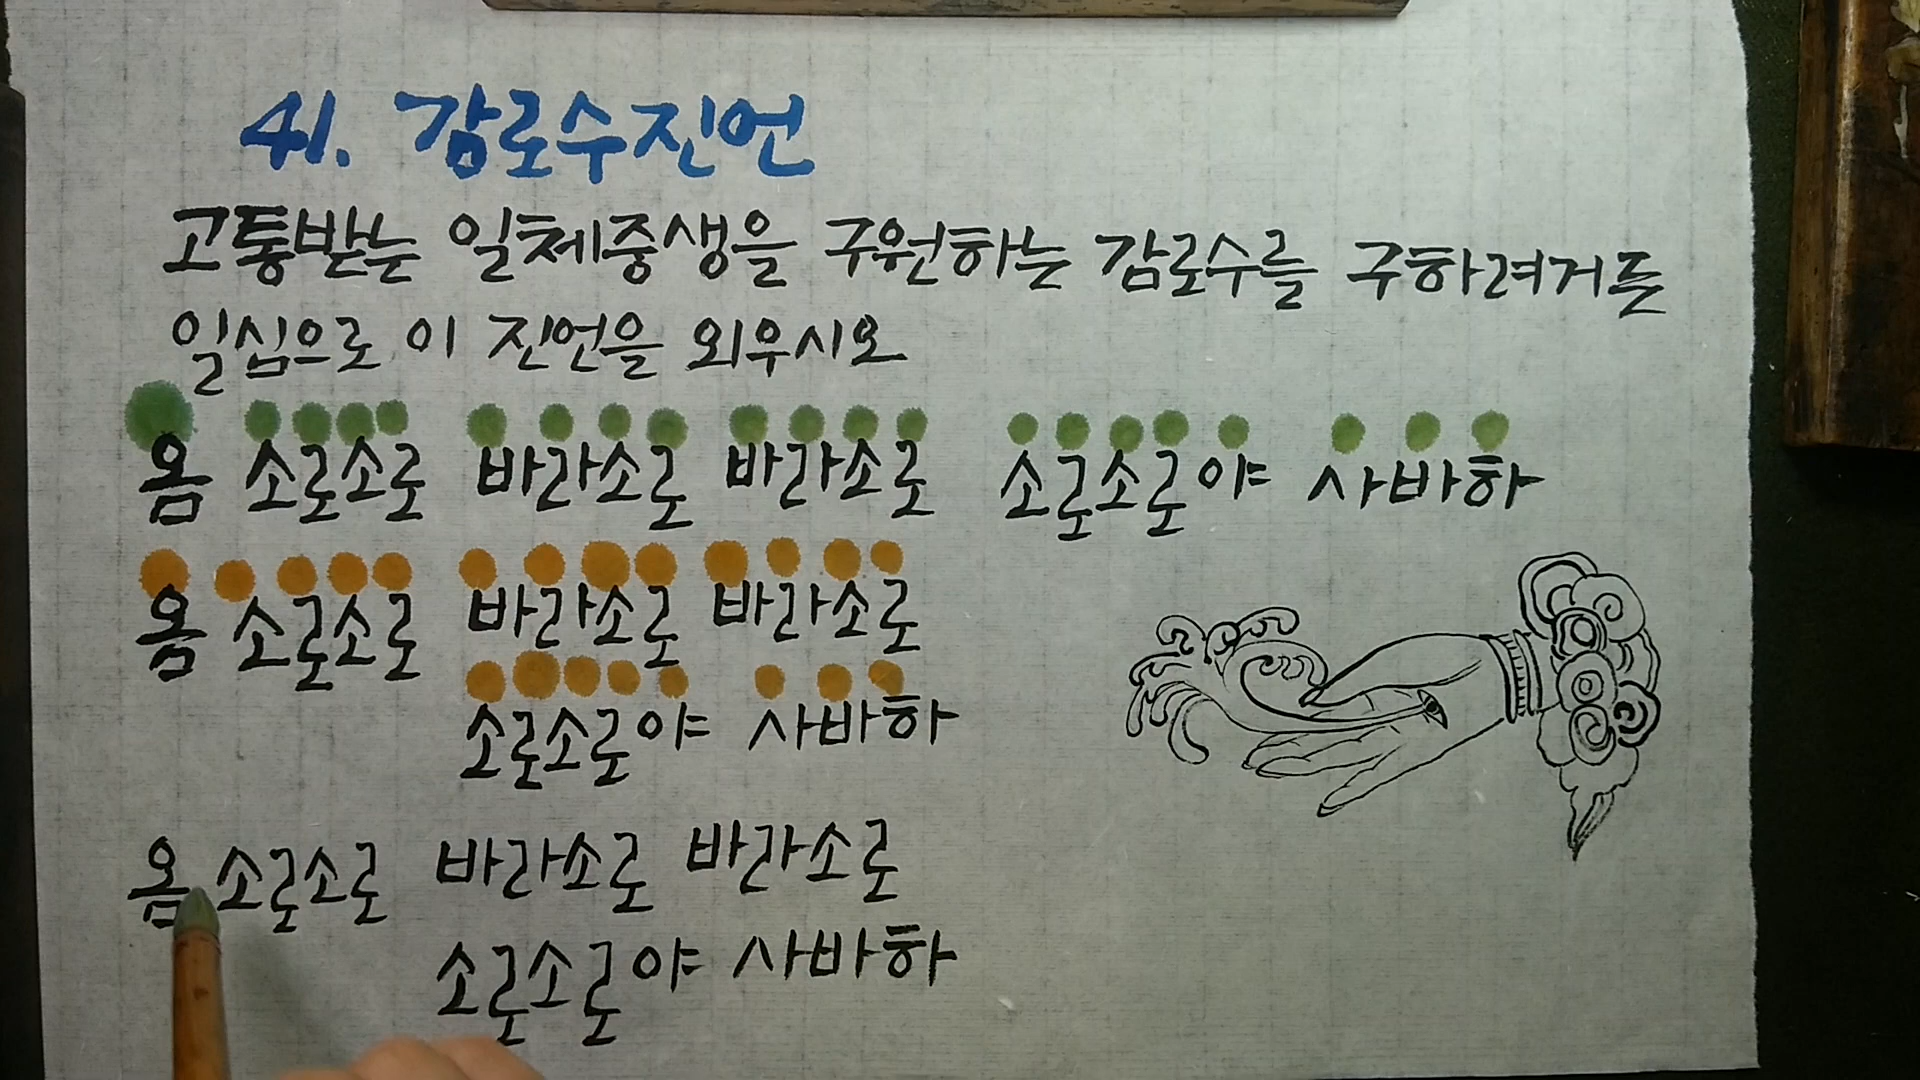 41. 감로수진언
고통받는 일체중생을 구원하는 감로수를 구하려거든
일심으로 이 진언을 외우시오
옴 소로소로 바라소로 바라소로 소로소로야 사바하
옴 소로소로 바라소로 바라소로
소로소로야 사바하
옴 소로소로 바라소로 바라소로
소로소로야 사바하